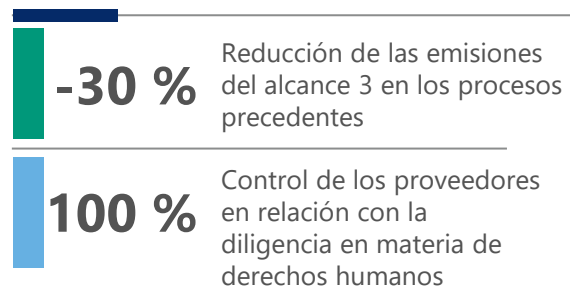 -30 %
Reducción de las emisiones
del alcance 3 en los procesos
precedentes
100 %
Control de los proveedores
en relación con la
diligencia en materia de
derechos humanos